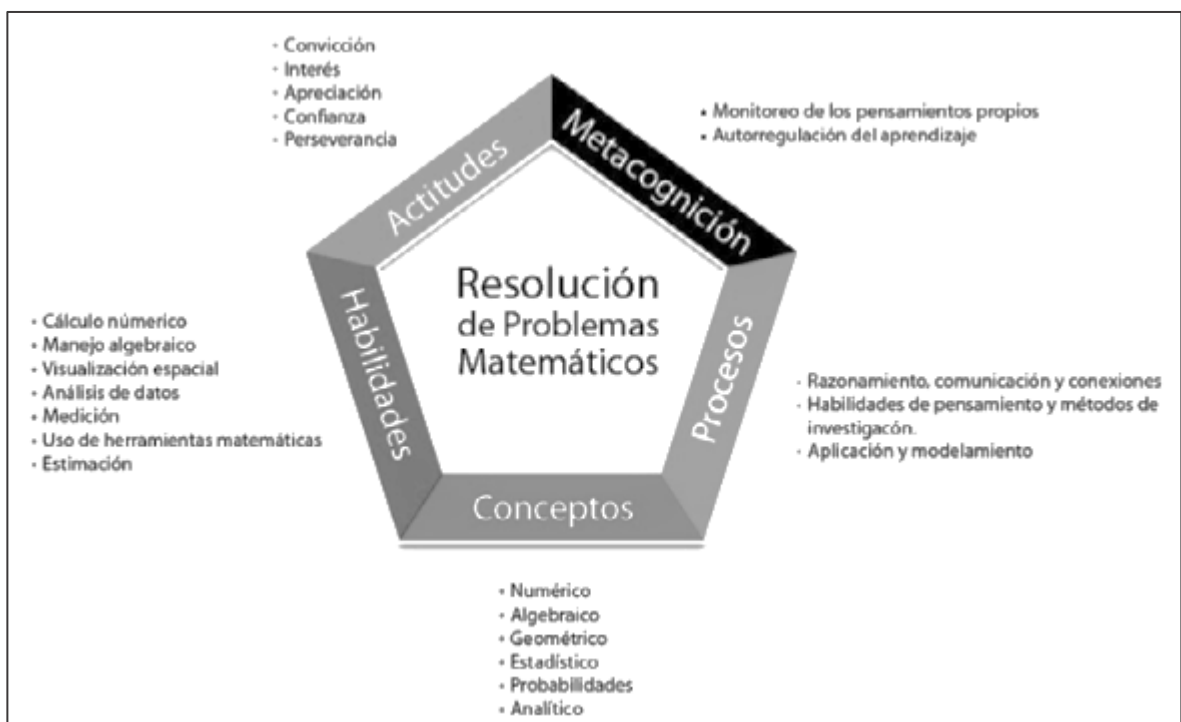 - Convicción
- Interés
- Apreciación
- Confianza
- Perseverancia
• Monitoreo de los pensamientos propios
• Autorregulación del aprendizaje
Actitudes
Metacognición
Resolución
de Problemas
Matemáticos
Habilidades
Procesos
Conceptos
• Cálculo númerico
• Manejo algebraico
• Visualización espacial
• Análisis de datos
• Medición
• Uso de herramientas matemáticas
• Estimación
- Razonamiento, comunicación y conexiones
- Habilidades de pensamiento y métodos de
investigacón.
• Aplicación y modelamiento
• Numérico
• Algebraico
• Geométrico
• Estadístico
• Probabilidades
• Analítico